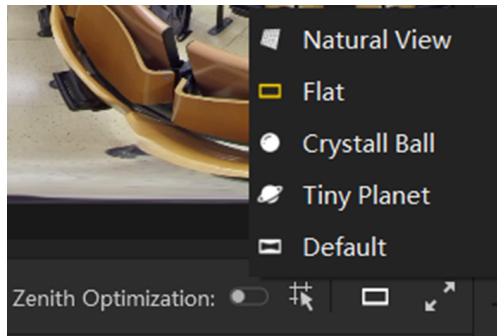 Natural View
Flat
Crystall Ball
Tiny Planet
Default
Zenith Optimization: